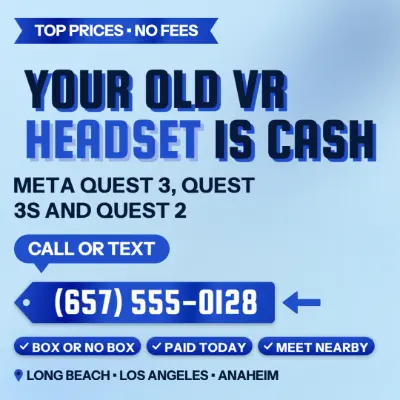 TOP PRICES • NO FEES
YOUR OLD VR
HEADSET IS CASH
META QUEST 3, QUEST
3S AND QUEST 2
CALL OR TEXT
(657) 555-0128
BOX OR NO BOX PAID TODAY MEET NEARBY
LONG BEACH • LOS ANGELES • ANAHEIM